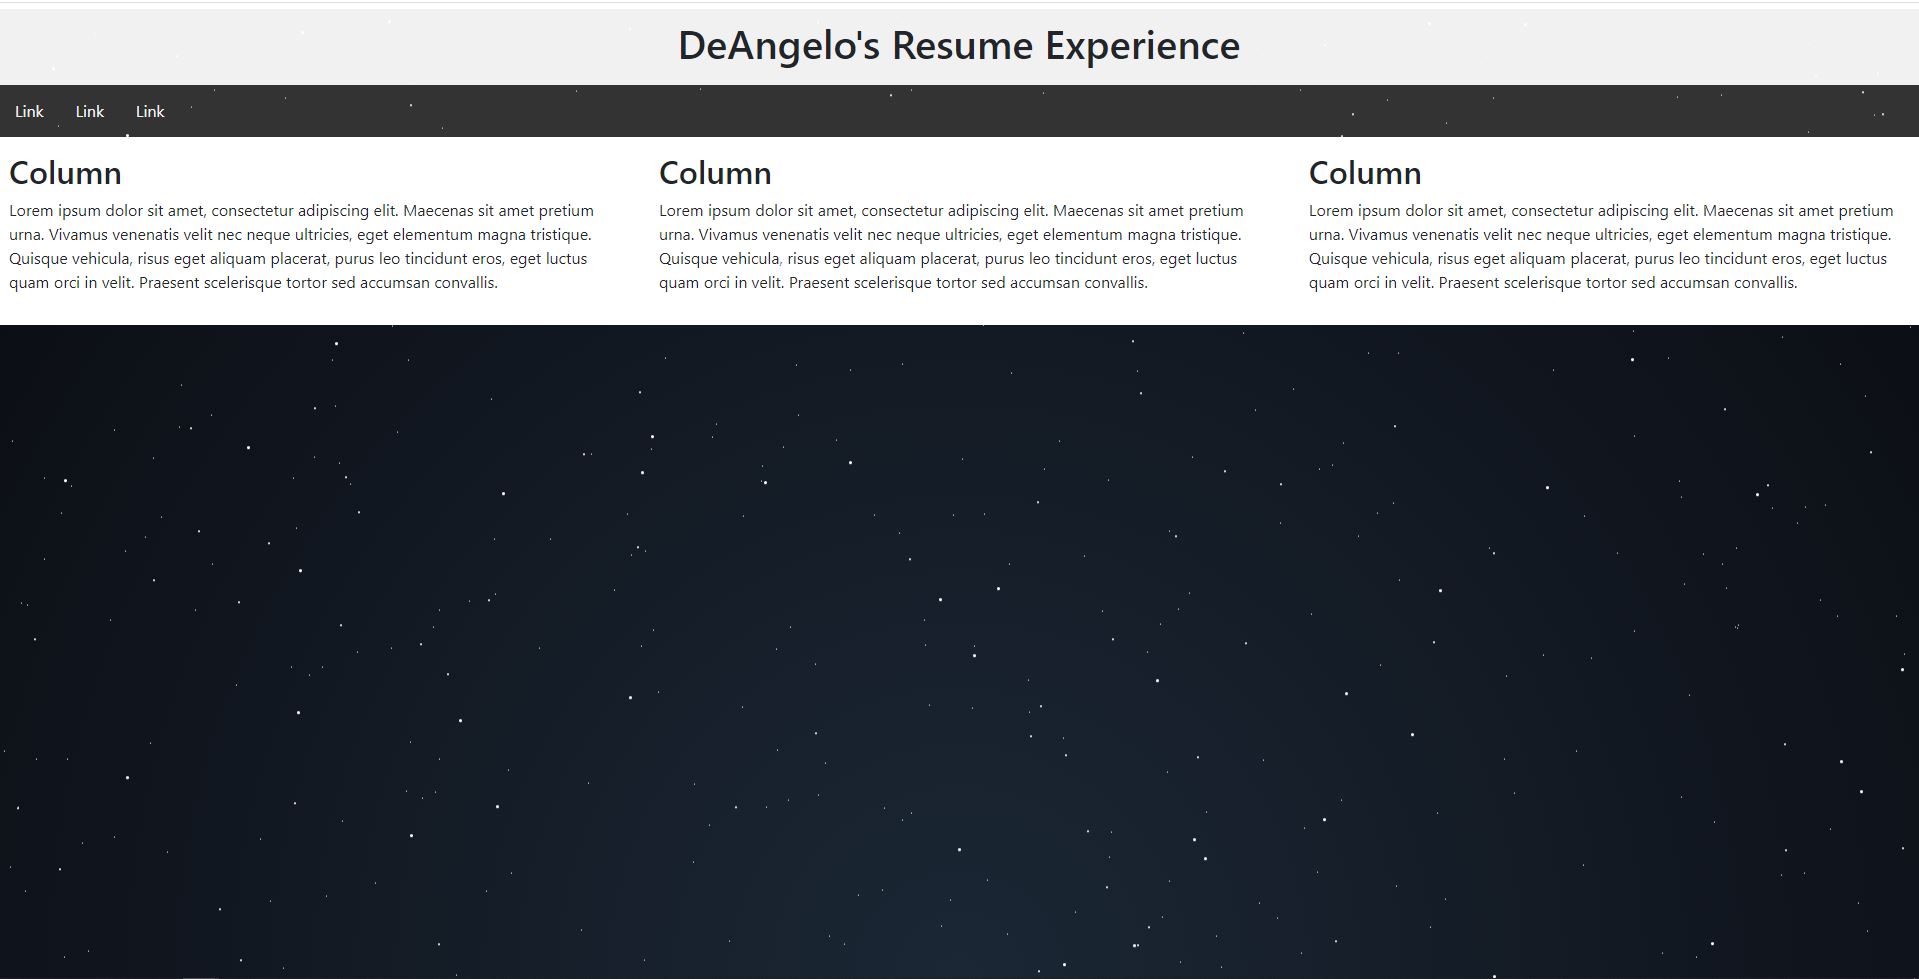 DeAngelo's Resume Experience
Link Link Link
Column
Lorem ipsum dolor sit amet, consectetur adipiscing elit. Maecenas sit amet pretium
urna. Vivamus venenatis velit nec neque ultricies, eget elementum magna tristique.
Quisque vehicula, risus eget aliquam placerat, purus leo tincidunt eros, eget luctus
quam orci in velit. Praesent scelerisque tortor sed accumsan convallis.
Column
Lorem ipsum dolor sit amet, consectetur adipiscing elit. Maecenas sit amet pretium
urna. Vivamus venenatis velit nec neque ultricies, eget elementum magna tristique.
Quisque vehicula, risus eget aliquam placerat, purus leo tincidunt eros, eget luctus
quam orci in velit. Praesent scelerisque tortor sed accumsan convallis.
Column
Lorem ipsum dolor sit amet, consectetur adipiscing elit. Maecenas sit amet pretium
urna. Vivamus venenatis velit nec neque ultricies, eget elementum magna tristique.
Quisque vehicula, risus eget aliquam placerat, purus leo tincidunt eros, eget luctus
quam orci in velit. Praesent scelerisque tortor sed accumsan convallis.